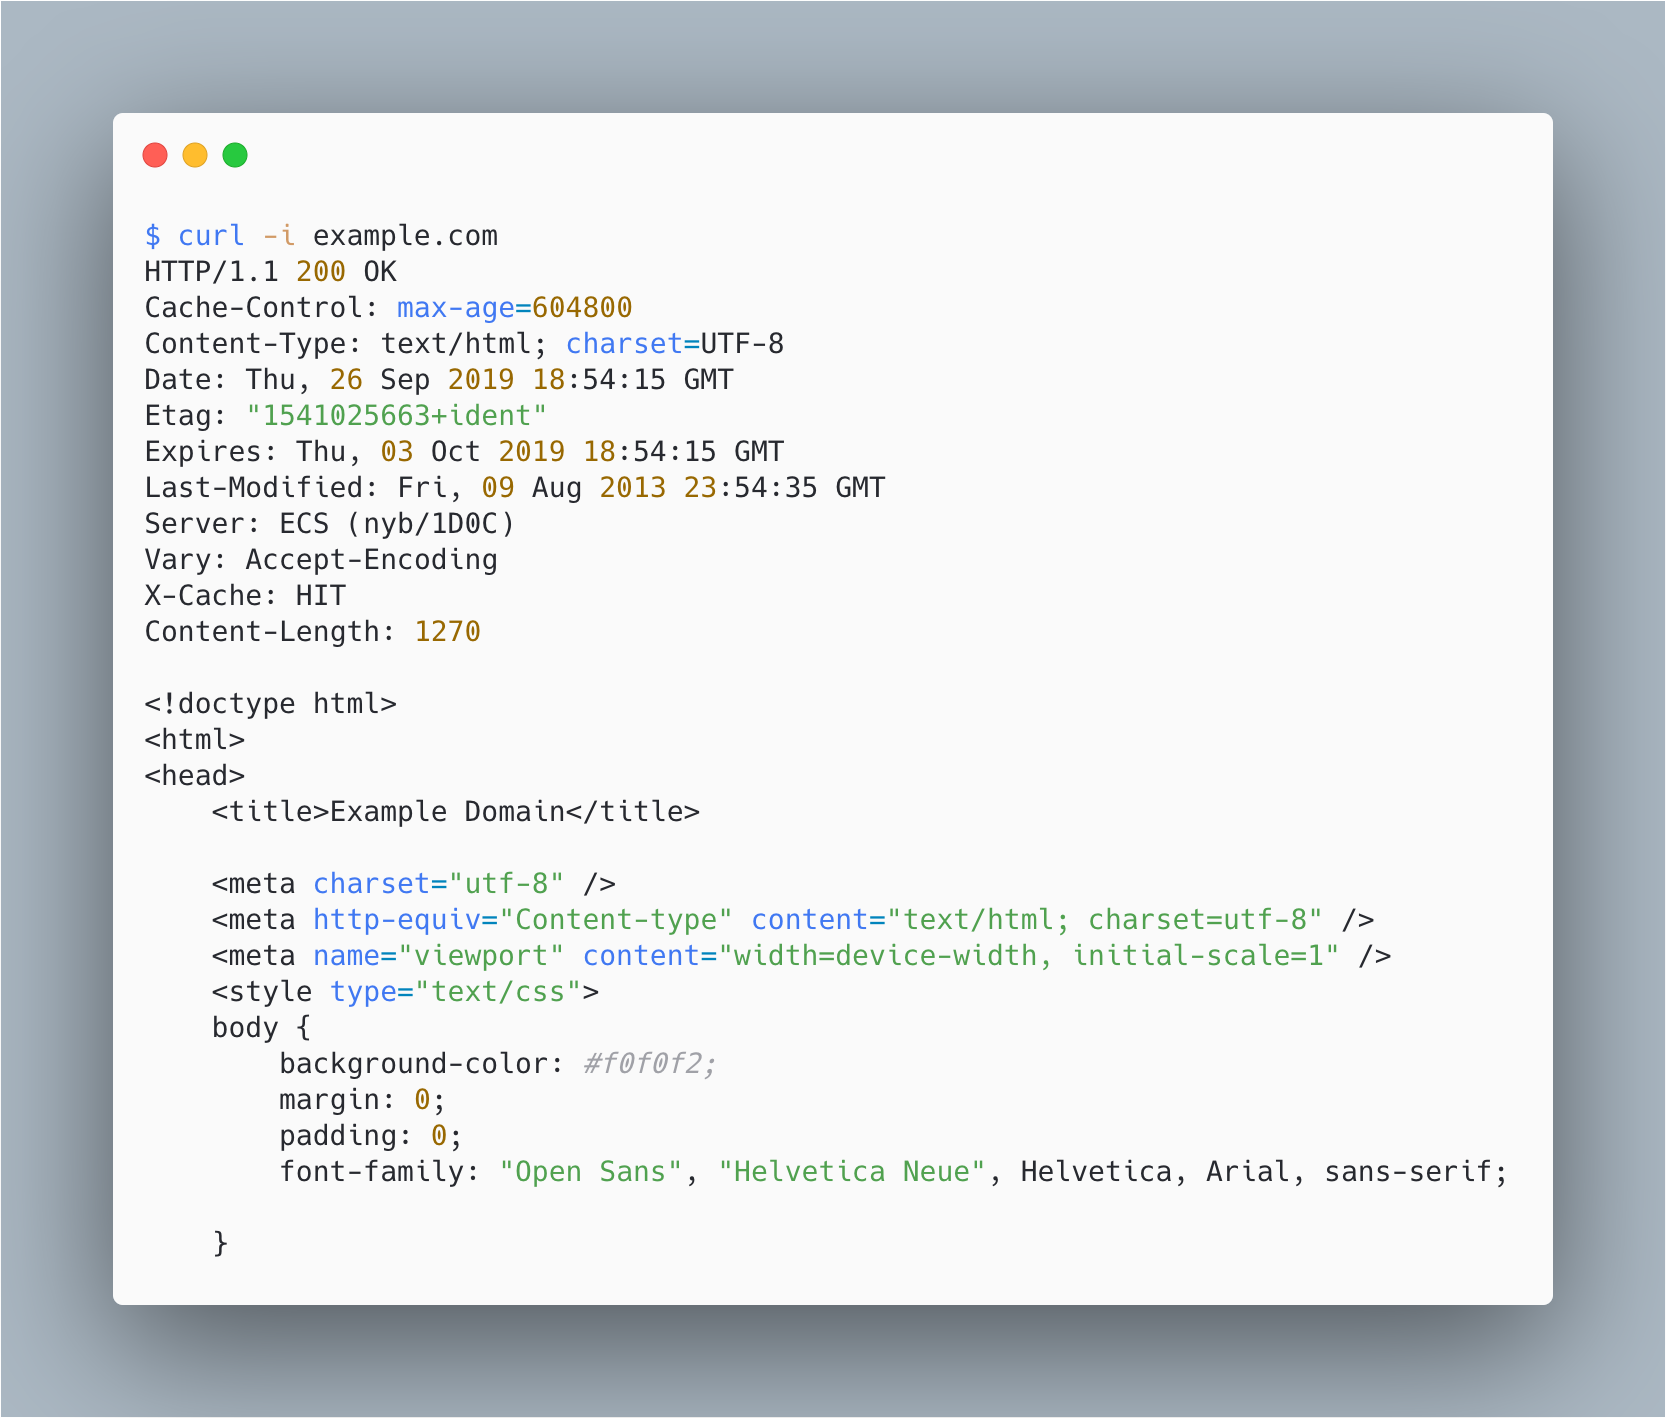 $ curl -i example.com
HTTP/1.1 200 OK
Cache-Control: max-age=604800
Content-Type: text/html; charset=UTF-8
Date: Thu, 26 Sep 2019 18:54:15 GMT
Etag: "1541025663+ident"
Expires: Thu, 03 Oct 2019 18:54:15 GMT
Last-Modified: Fri, 09 Aug 2013 23:54:35 GMT
Server: ECS (nyb/1D0C)
Vary: Accept-Encoding
X-Cache: HIT
Content-Length: 1270

<!doctype html>
<html>
<head>
    <title>Example Domain</title>

    <meta charset="utf-8" />
    <meta http-equiv="Content-type" content="text/html; charset=utf-8" />
    <meta name="viewport" content="width=device-width, initial-scale=1" />
    <style type="text/css">
    body {
        background-color: #f0f0f2;
        margin: 0;
        padding: 0;
        font-family: "Open Sans", "Helvetica Neue", Helvetica, Arial, sans-serif;

    }